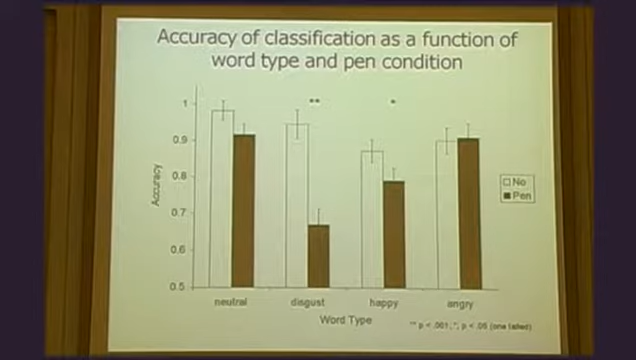 Accuracy of classification as a function of
word type and pen condition
1
0.9
0.8
0.7
0.6
0.5
Accuracy
** *
No
Pen
neutral disgust happy angry
Word Type
** p < .001, *, p < .05 (one tailed)